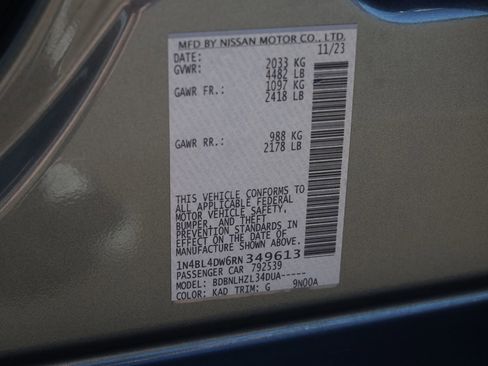 MFD BY NISSAN MOTOR CO., LTD.
DATE: 11/23
GVWR: 2033 KG
4482 LB
GAWR FR.: 1097 KG
2418 LB
GAWR RR.: 988 KG
2178 LB
THIS VEHICLE CONFORMS TO
ALL APPLICABLE FEDERAL
MOTOR VEHICLE SAFETY,
BUMPER, AND THEFT
PREVENTION STANDARDS IN
EFFECT ON THE DATE OF
MANUFACTURE SHOWN ABOVE.
1N4BL4DW6RN349613
PASSENGER CAR 792539
MODEL: BDBNLHZL34DUA-----
COLOR: KAD TRIM: G 9N00A